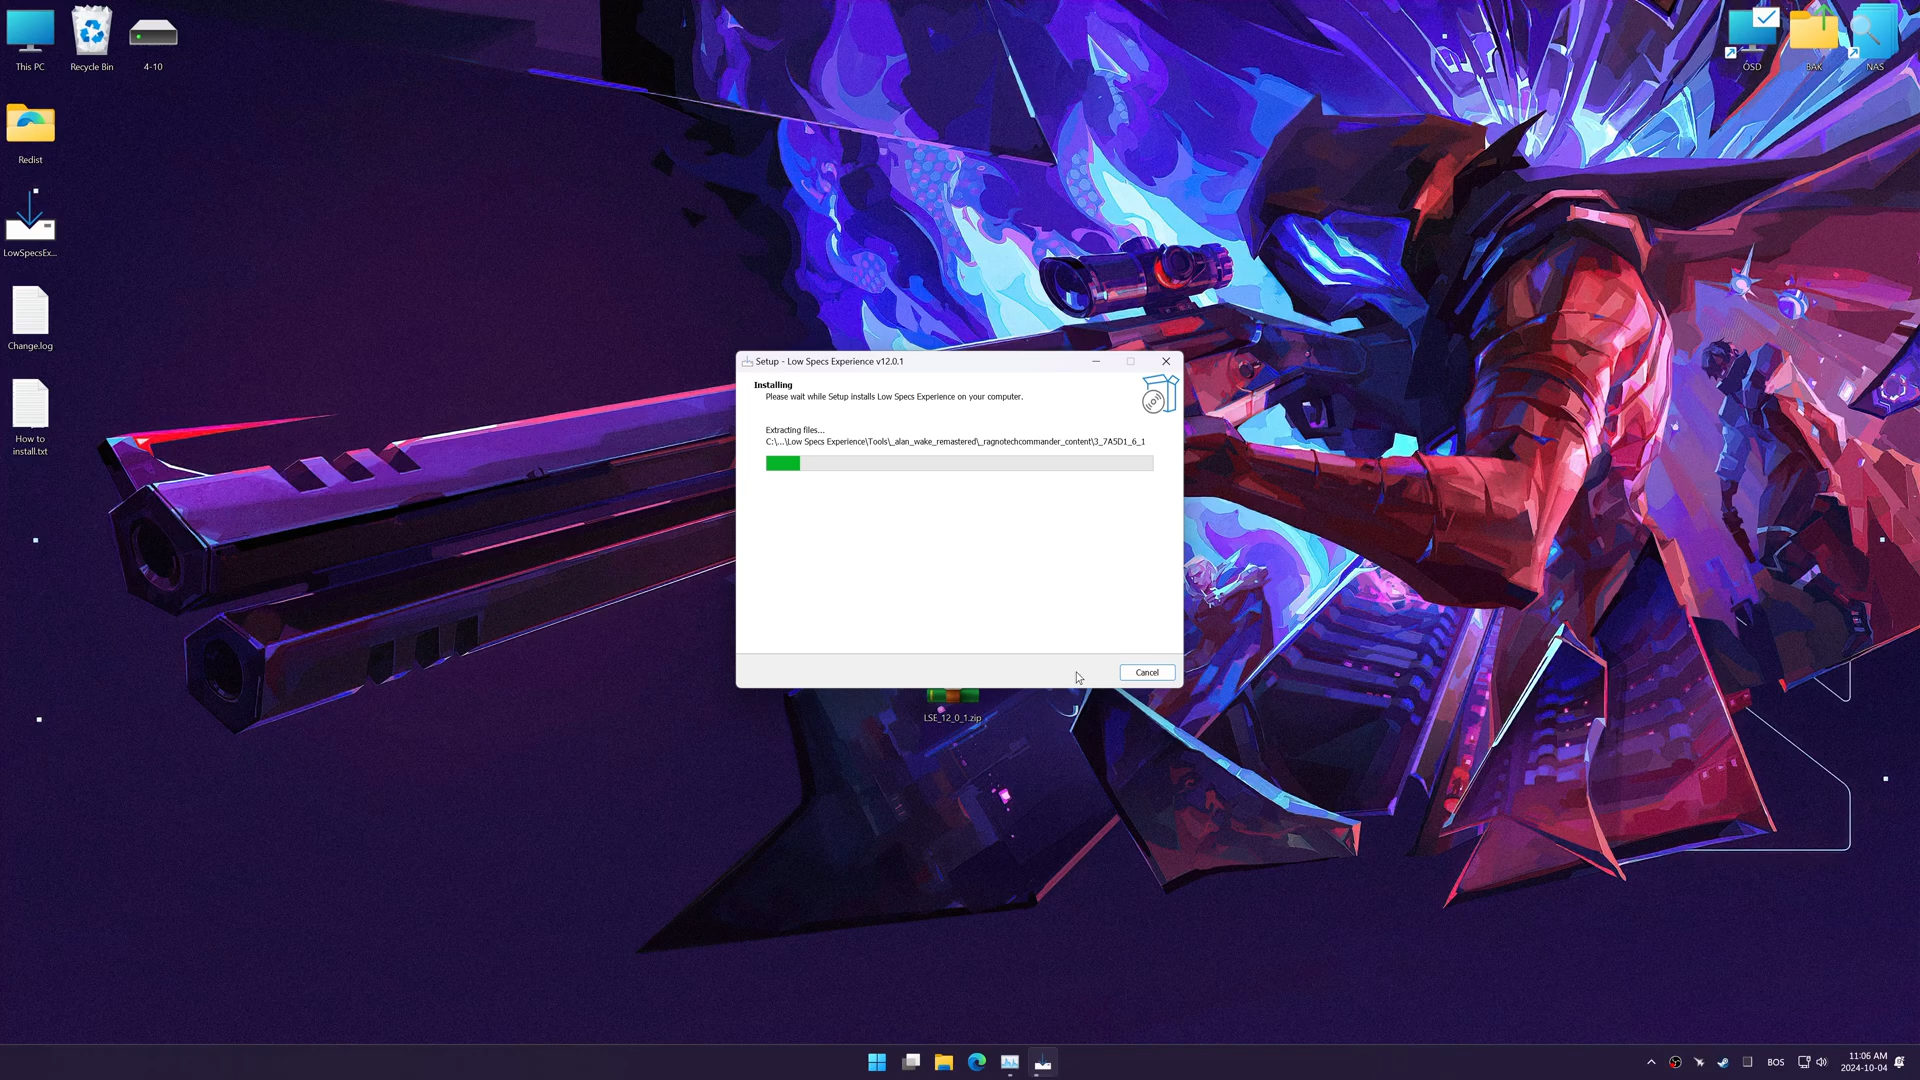 This PC
Recycle Bin
4-10
OSD
BAK
NAS
Redist
LowSpecsEx...
Change.log
How to
install.txt
Setup - Low Specs Experience v12.0.1
Installing
Please wait while Setup installs Low Specs Experience on your computer.
Extracting files...
C:\...\Low Specs Experience\Tools\_alan_wake_remastered\_ragnotechcommander_content\3_7A5D1_6_1
Cancel
LSE_12_0_1.zip
BOS
11:06 AM
2024-10-04